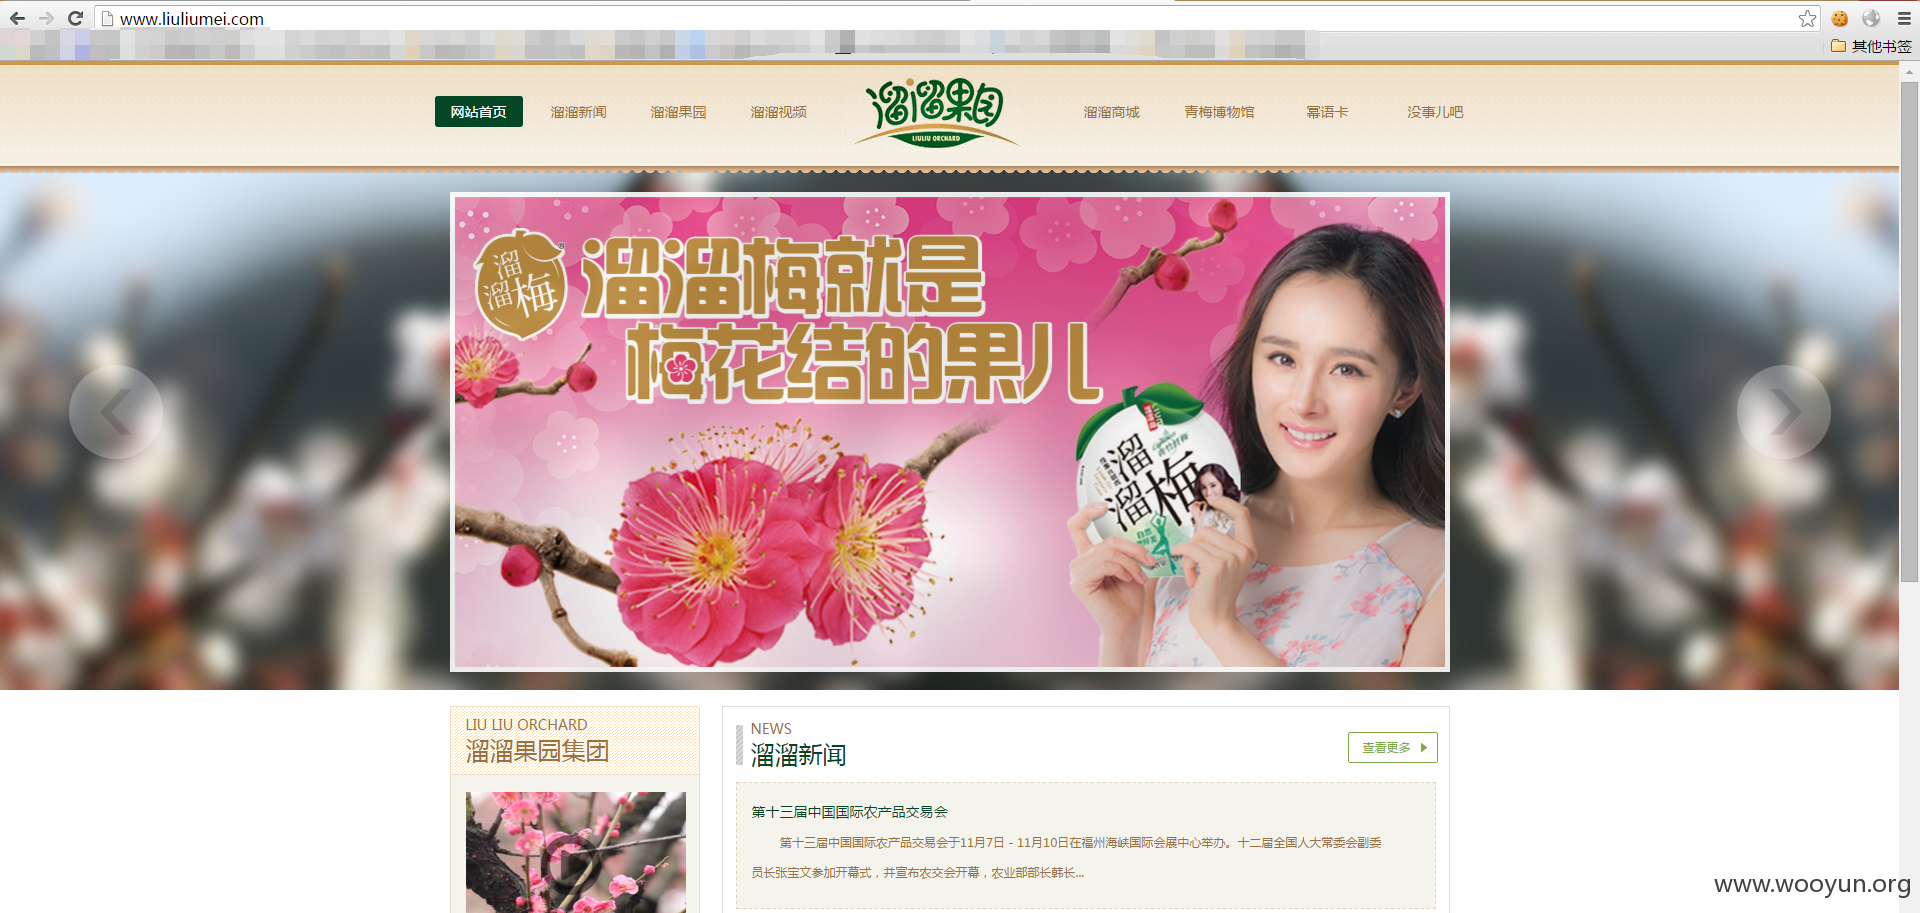 www.liuliumei.com
其他书签
网站首页 溜溜新闻 溜溜果园 溜溜视频 溜溜果园 溜溜商城 青梅博物馆 幂语卡 没事儿吧
LIULIU ORCHARD
溜溜梅
溜溜梅就是
梅花结的果儿
溜溜梅
LIU LIU ORCHARD
溜溜果园集团
NEWS
溜溜新闻
查看更多
第十三届中国国际农产品交易会
第十三届中国国际农产品交易会于11月7日 - 11月10日在福州海峡国际会展中心举办。十二届全国人大常委会副委
员长张宝文参加开幕式，并宣布农交会开幕，农业部部长韩长...
www.wooyun.org